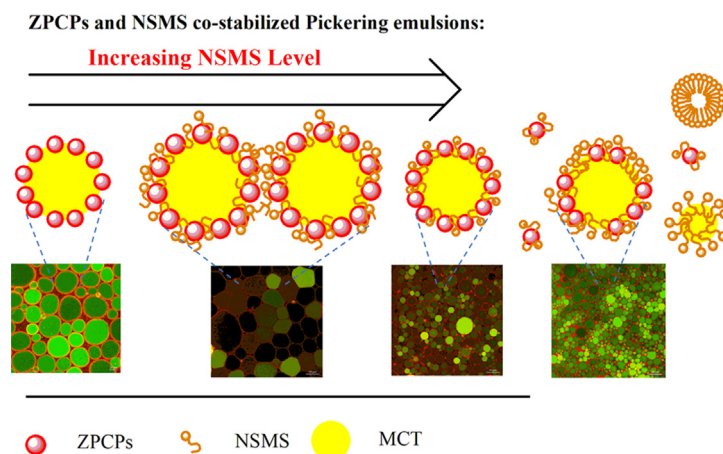 ZPCPs and NSMS co-stabilized Pickering emulsions:
Increasing NSMS Level
ZPCPs
NSMS
MCT